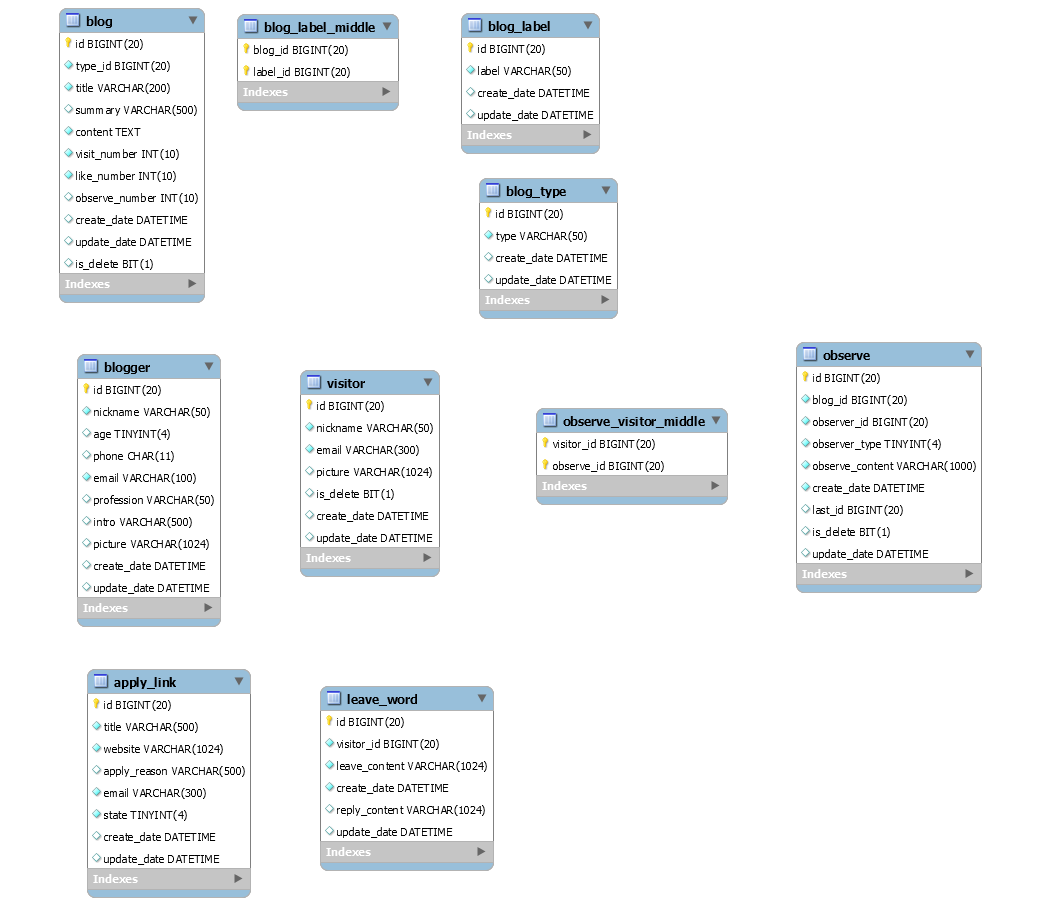 blog
id BIGINT(20)
type_id BIGINT(20)
title VARCHAR(200)
summary VARCHAR(500)
content TEXT
visit_number INT(10)
like_number INT(10)
observe_number INT(10)
create_date DATETIME
update_date DATETIME
is_delete BIT(1)
Indexes
blog_label_middle
blog_id BIGINT(20)
label_id BIGINT(20)
Indexes
blog_label
id BIGINT(20)
label VARCHAR(50)
create_date DATETIME
update_date DATETIME
Indexes
blog_type
id BIGINT(20)
type VARCHAR(50)
create_date DATETIME
update_date DATETIME
Indexes
blogger
id BIGINT(20)
nickname VARCHAR(50)
age TINYINT(4)
phone CHAR(11)
email VARCHAR(100)
profession VARCHAR(50)
intro VARCHAR(500)
picture VARCHAR(1024)
create_date DATETIME
update_date DATETIME
Indexes
visitor
id BIGINT(20)
nickname VARCHAR(50)
email VARCHAR(300)
picture VARCHAR(1024)
is_delete BIT(1)
create_date DATETIME
update_date DATETIME
Indexes
observe_visitor_middle
visitor_id BIGINT(20)
observe_id BIGINT(20)
Indexes
observe
id BIGINT(20)
blog_id BIGINT(20)
observer_id BIGINT(20)
observer_type TINYINT(4)
observe_content VARCHAR(1000)
create_date DATETIME
last_id BIGINT(20)
is_delete BIT(1)
update_date DATETIME
Indexes
apply_link
id BIGINT(20)
title VARCHAR(500)
website VARCHAR(1024)
apply_reason VARCHAR(500)
email VARCHAR(300)
state TINYINT(4)
create_date DATETIME
update_date DATETIME
Indexes
leave_word
id BIGINT(20)
visitor_id BIGINT(20)
leave_content VARCHAR(1024)
create_date DATETIME
reply_content VARCHAR(1024)
update_date DATETIME
Indexes